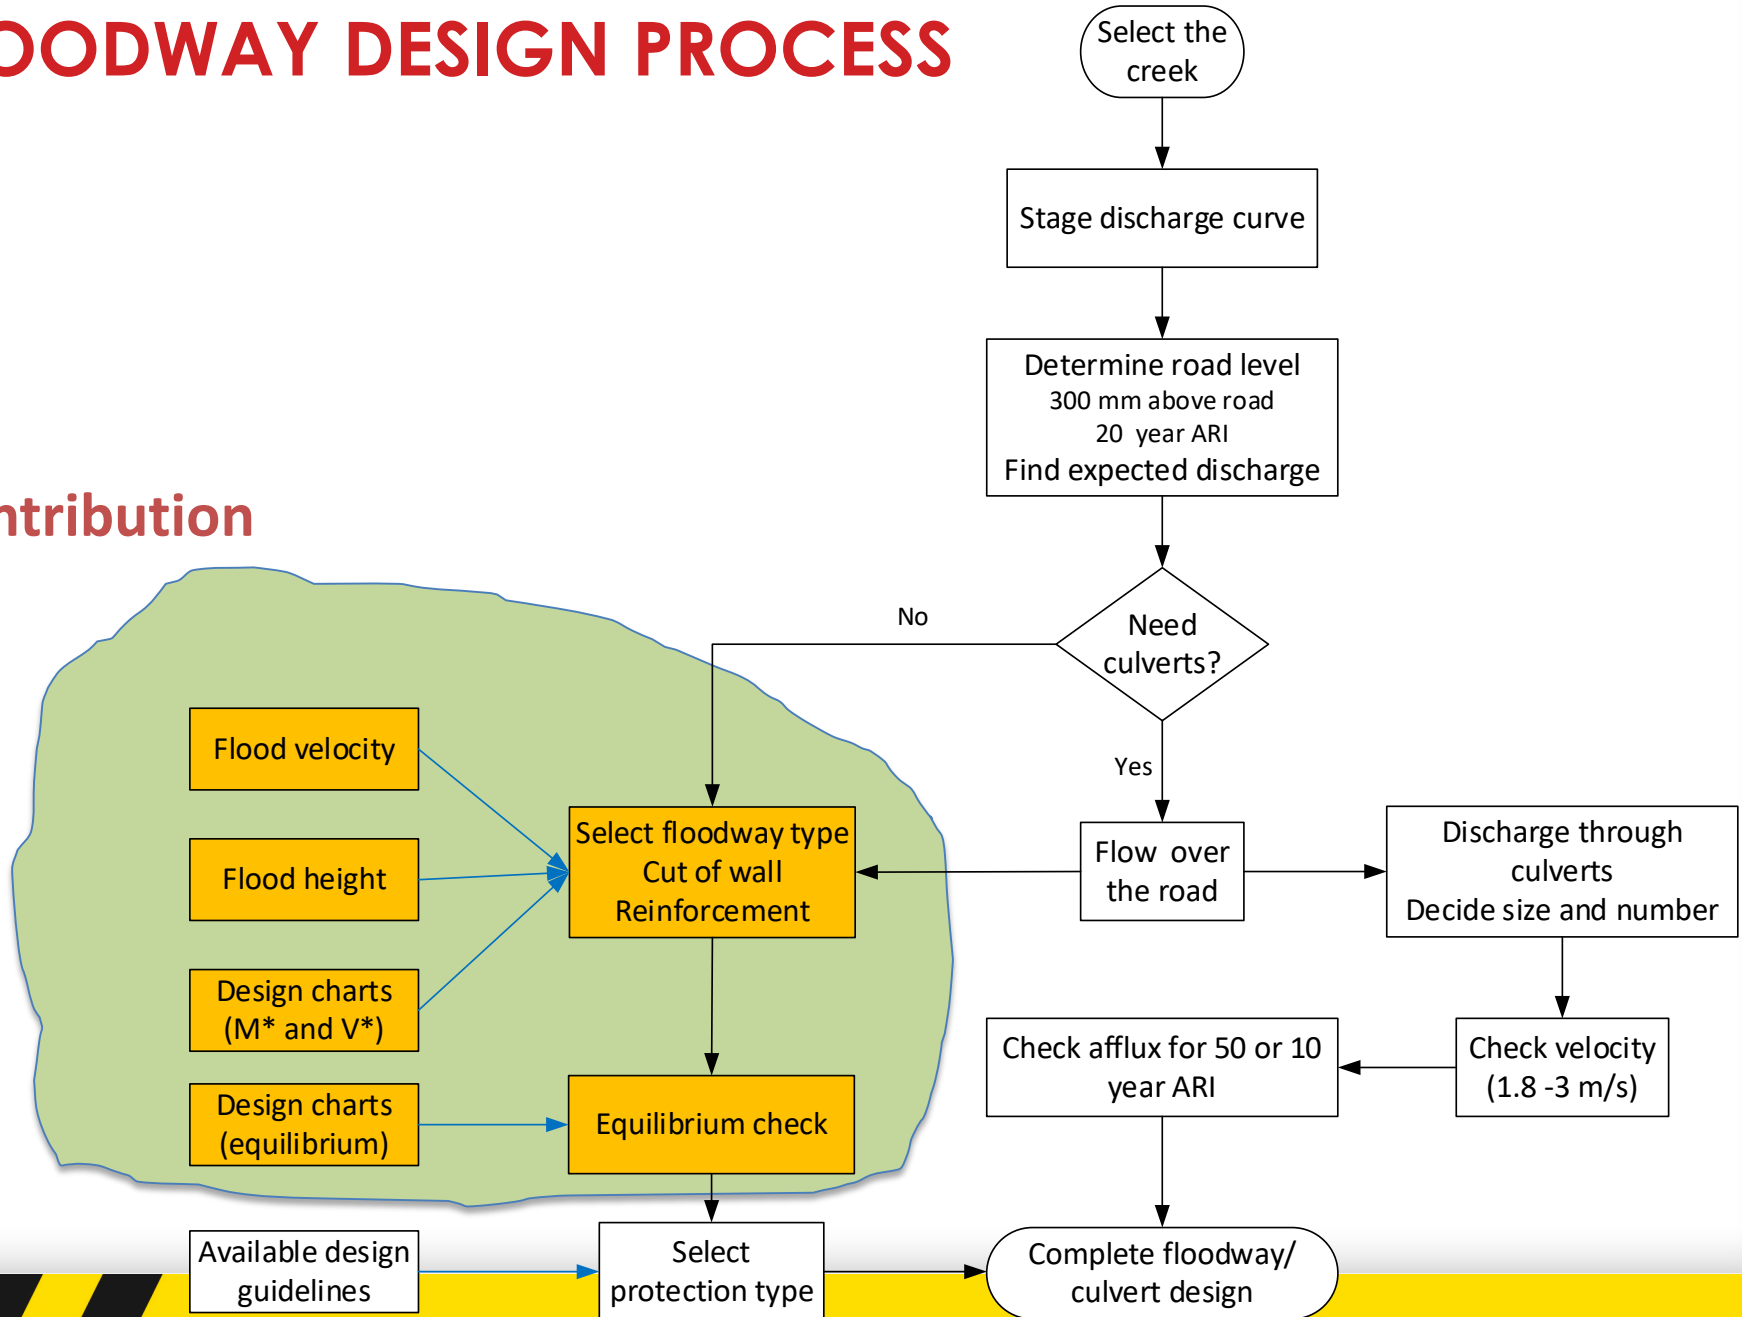 OODWAY DESIGN PROCESS
Select the
creek
Stage discharge curve
Determine road level
300 mm above road
20 year ARI
Find expected discharge
ntribution
Need
culverts?
No
Yes
Flood velocity
Flood height
Design charts
(M* and V*)
Design charts
(equilibrium)
Select floodway type
Cut of wall
Reinforcement
Flow over
the road
Discharge through
culverts
Decide size and number
Check velocity
(1.8 -3 m/s)
Check afflux for 50 or 10
year ARI
Equilibrium check
Available design
guidelines
Select
protection type
Complete floodway/
culvert design